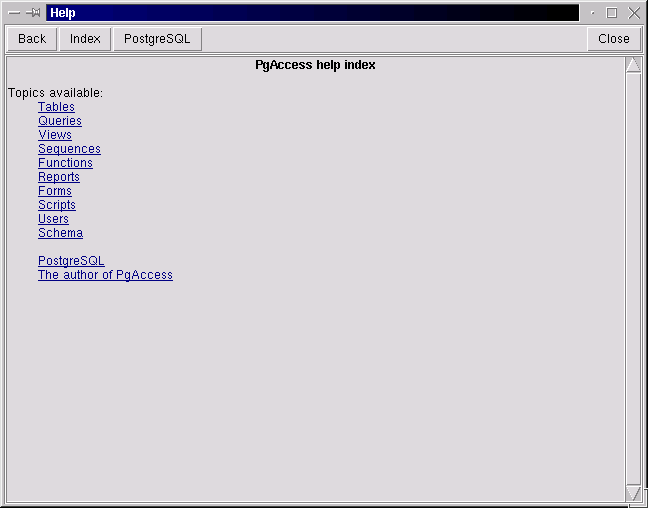 Help
Back Index PostgreSQL Close
PgAccess help index
Topics available:
Tables
Queries
Views
Sequences
Functions
Reports
Forms
Scripts
Users
Schema
PostgreSQL
The author of PgAccess